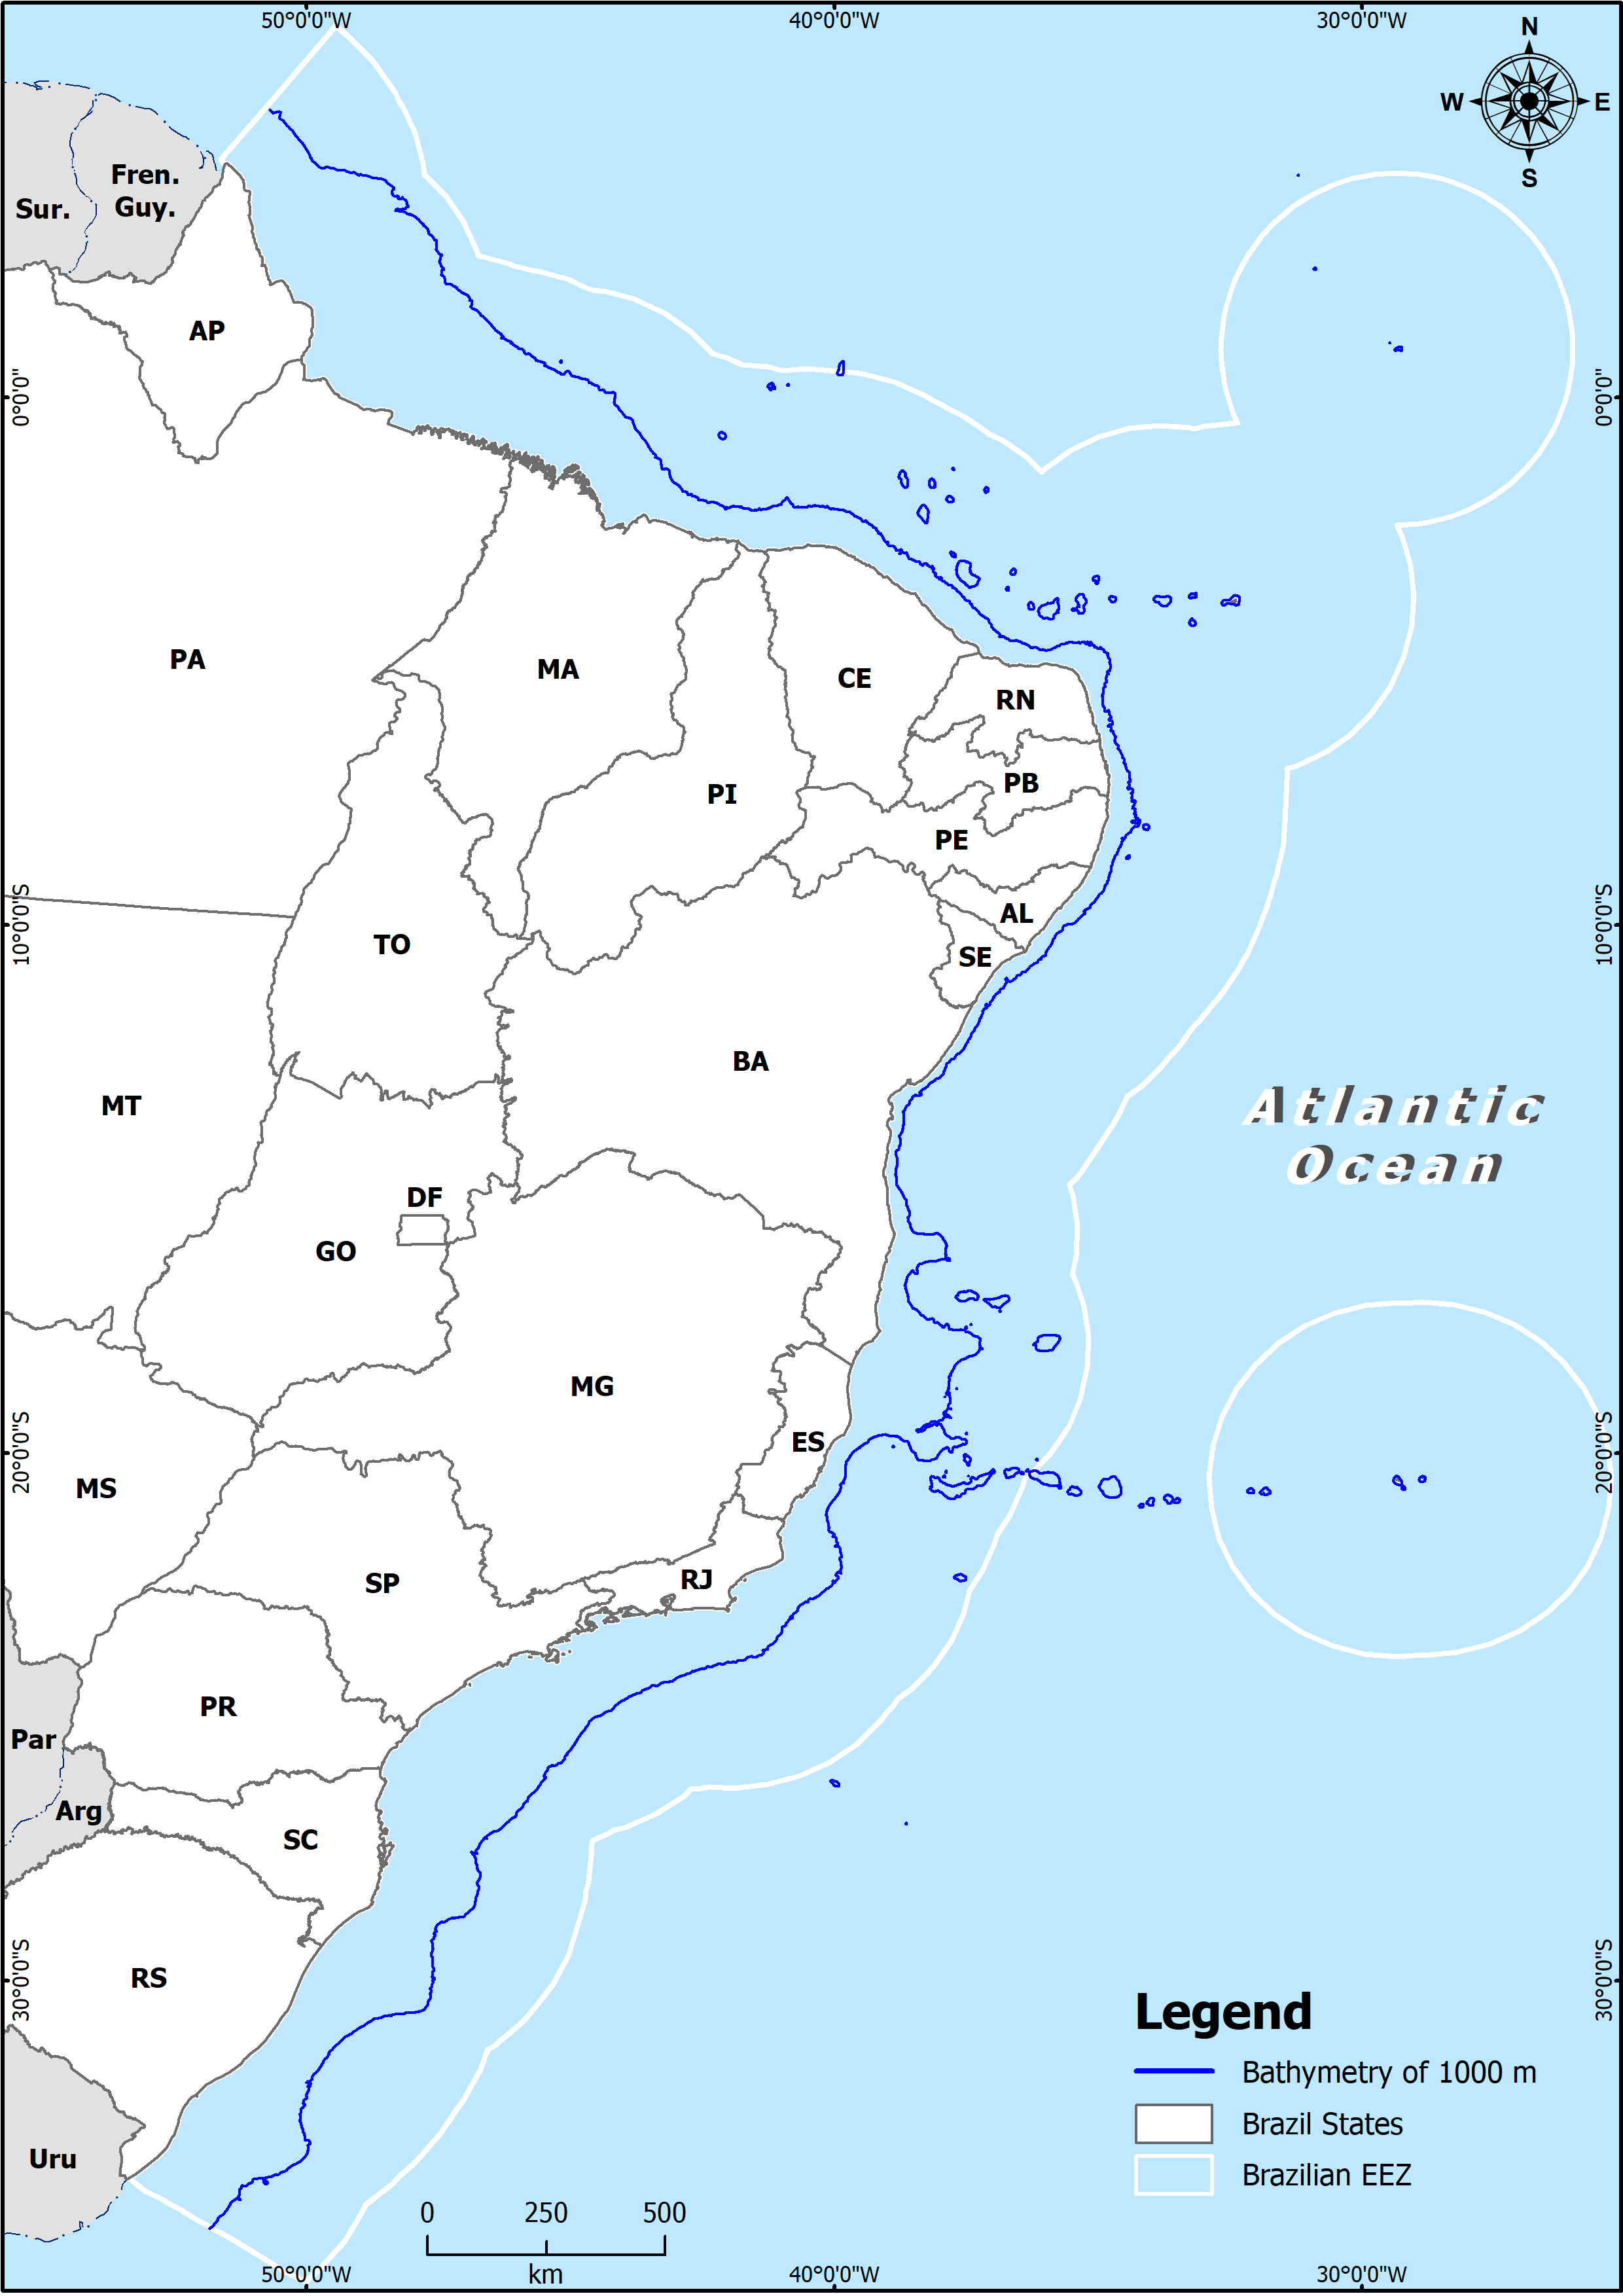 50°0'0"W 40°0'0"W 30°0'0"W
N
W E
S
Fren.
Guy.
Sur.
AP
0°0'0" 0°0'0"
PA
MA
CE
RN
PB
PI
PE
AL
10°0'0"S 10°0'0"S
TO
SE
BA
MT
Atlantic
Ocean
DF
GO
MG
ES
20°0'0"S 20°0'0"S
MS
SP
RJ
PR
Par
Arg
SC
RS
30°0'0"S 30°0'0"S
Legend
Bathymetry of 1000 m
Brazil States
Uru
Brazilian EEZ
0 250 500
km
50°0'0"W 40°0'0"W 30°0'0"W